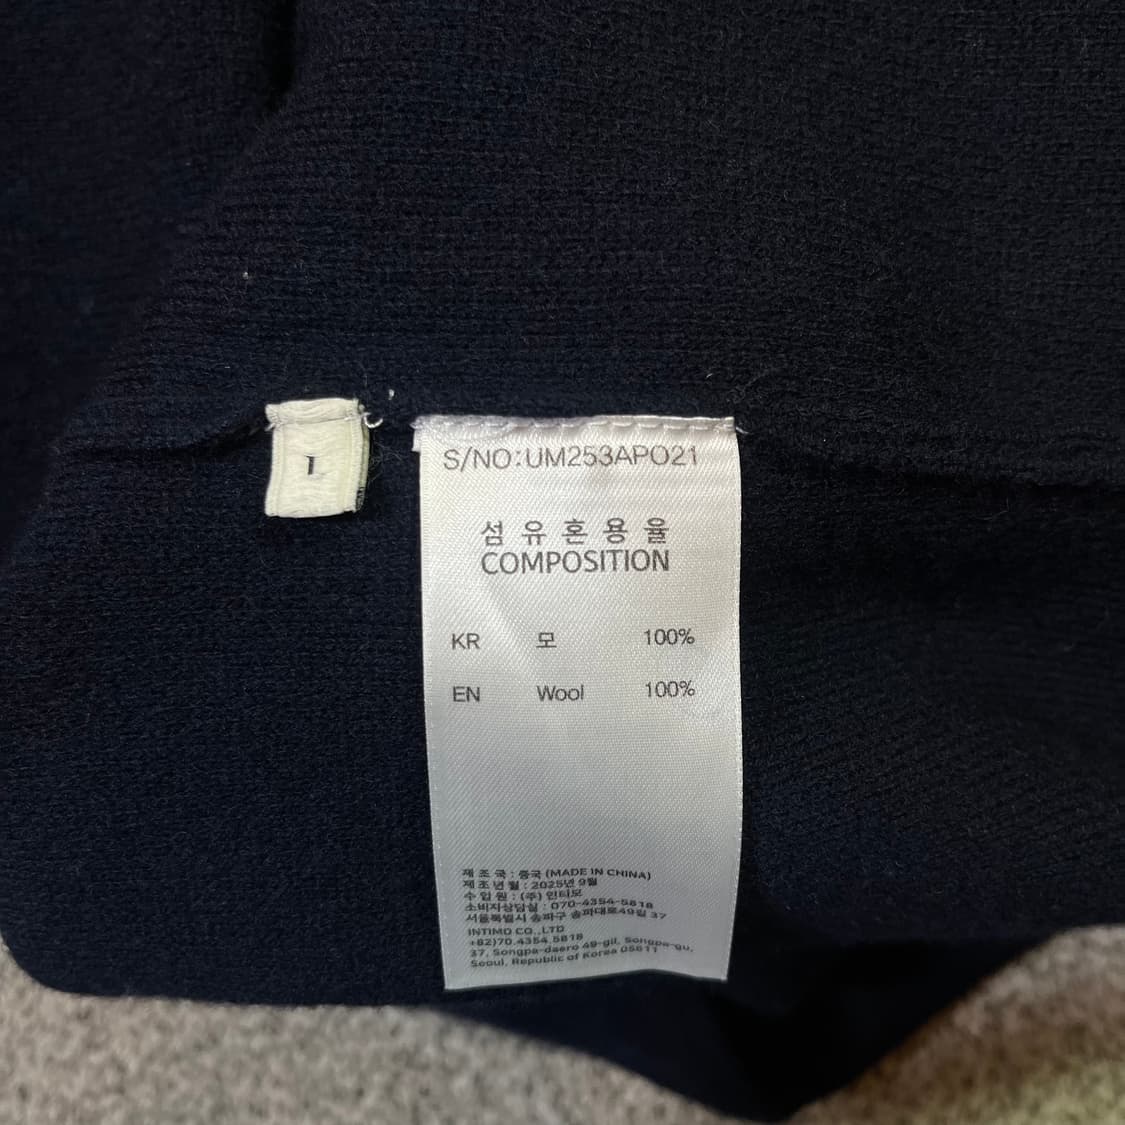 1
S/NO:UM253APO21
섬유혼용율
COMPOSITION
KR 모 100%
EN Wool 100%
제 조 국 : 중국 (MADE IN CHINA)
제 조 년 월 : 2025년 9월
수 입 원 : (주) 인티모
소비자상담실 : 070-4354-5818
서울특별시 송파구 송파대로49길 37
INTIMO CO.,LTD
+82)70.4354.5818
37, Songpa-daero 49-gil, Songpa-gu,
Seoul, Republic of Korea 05611